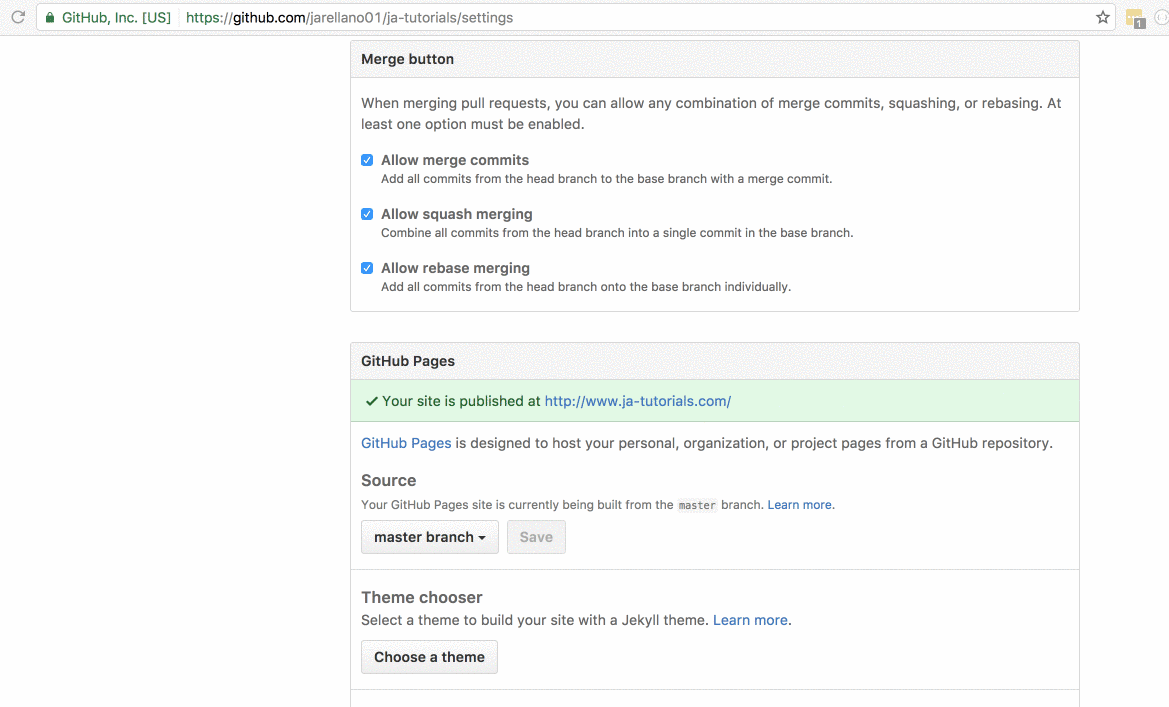 GitHub, Inc. [US] https://github.com/jarellano01/ja-tutorials/settings
1
Merge button
When merging pull requests, you can allow any combination of merge commits, squashing, or rebasing. At
least one option must be enabled.
Allow merge commits
Add all commits from the head branch to the base branch with a merge commit.
Allow squash merging
Combine all commits from the head branch into a single commit in the base branch.
Allow rebase merging
Add all commits from the head branch onto the base branch individually.
GitHub Pages
Your site is published at http://www.ja-tutorials.com/
GitHub Pages is designed to host your personal, organization, or project pages from a GitHub repository.
Source
Your GitHub Pages site is currently being built from the master branch. Learn more.
master branch Save
Theme chooser
Select a theme to build your site with a Jekyll theme. Learn more.
Choose a theme